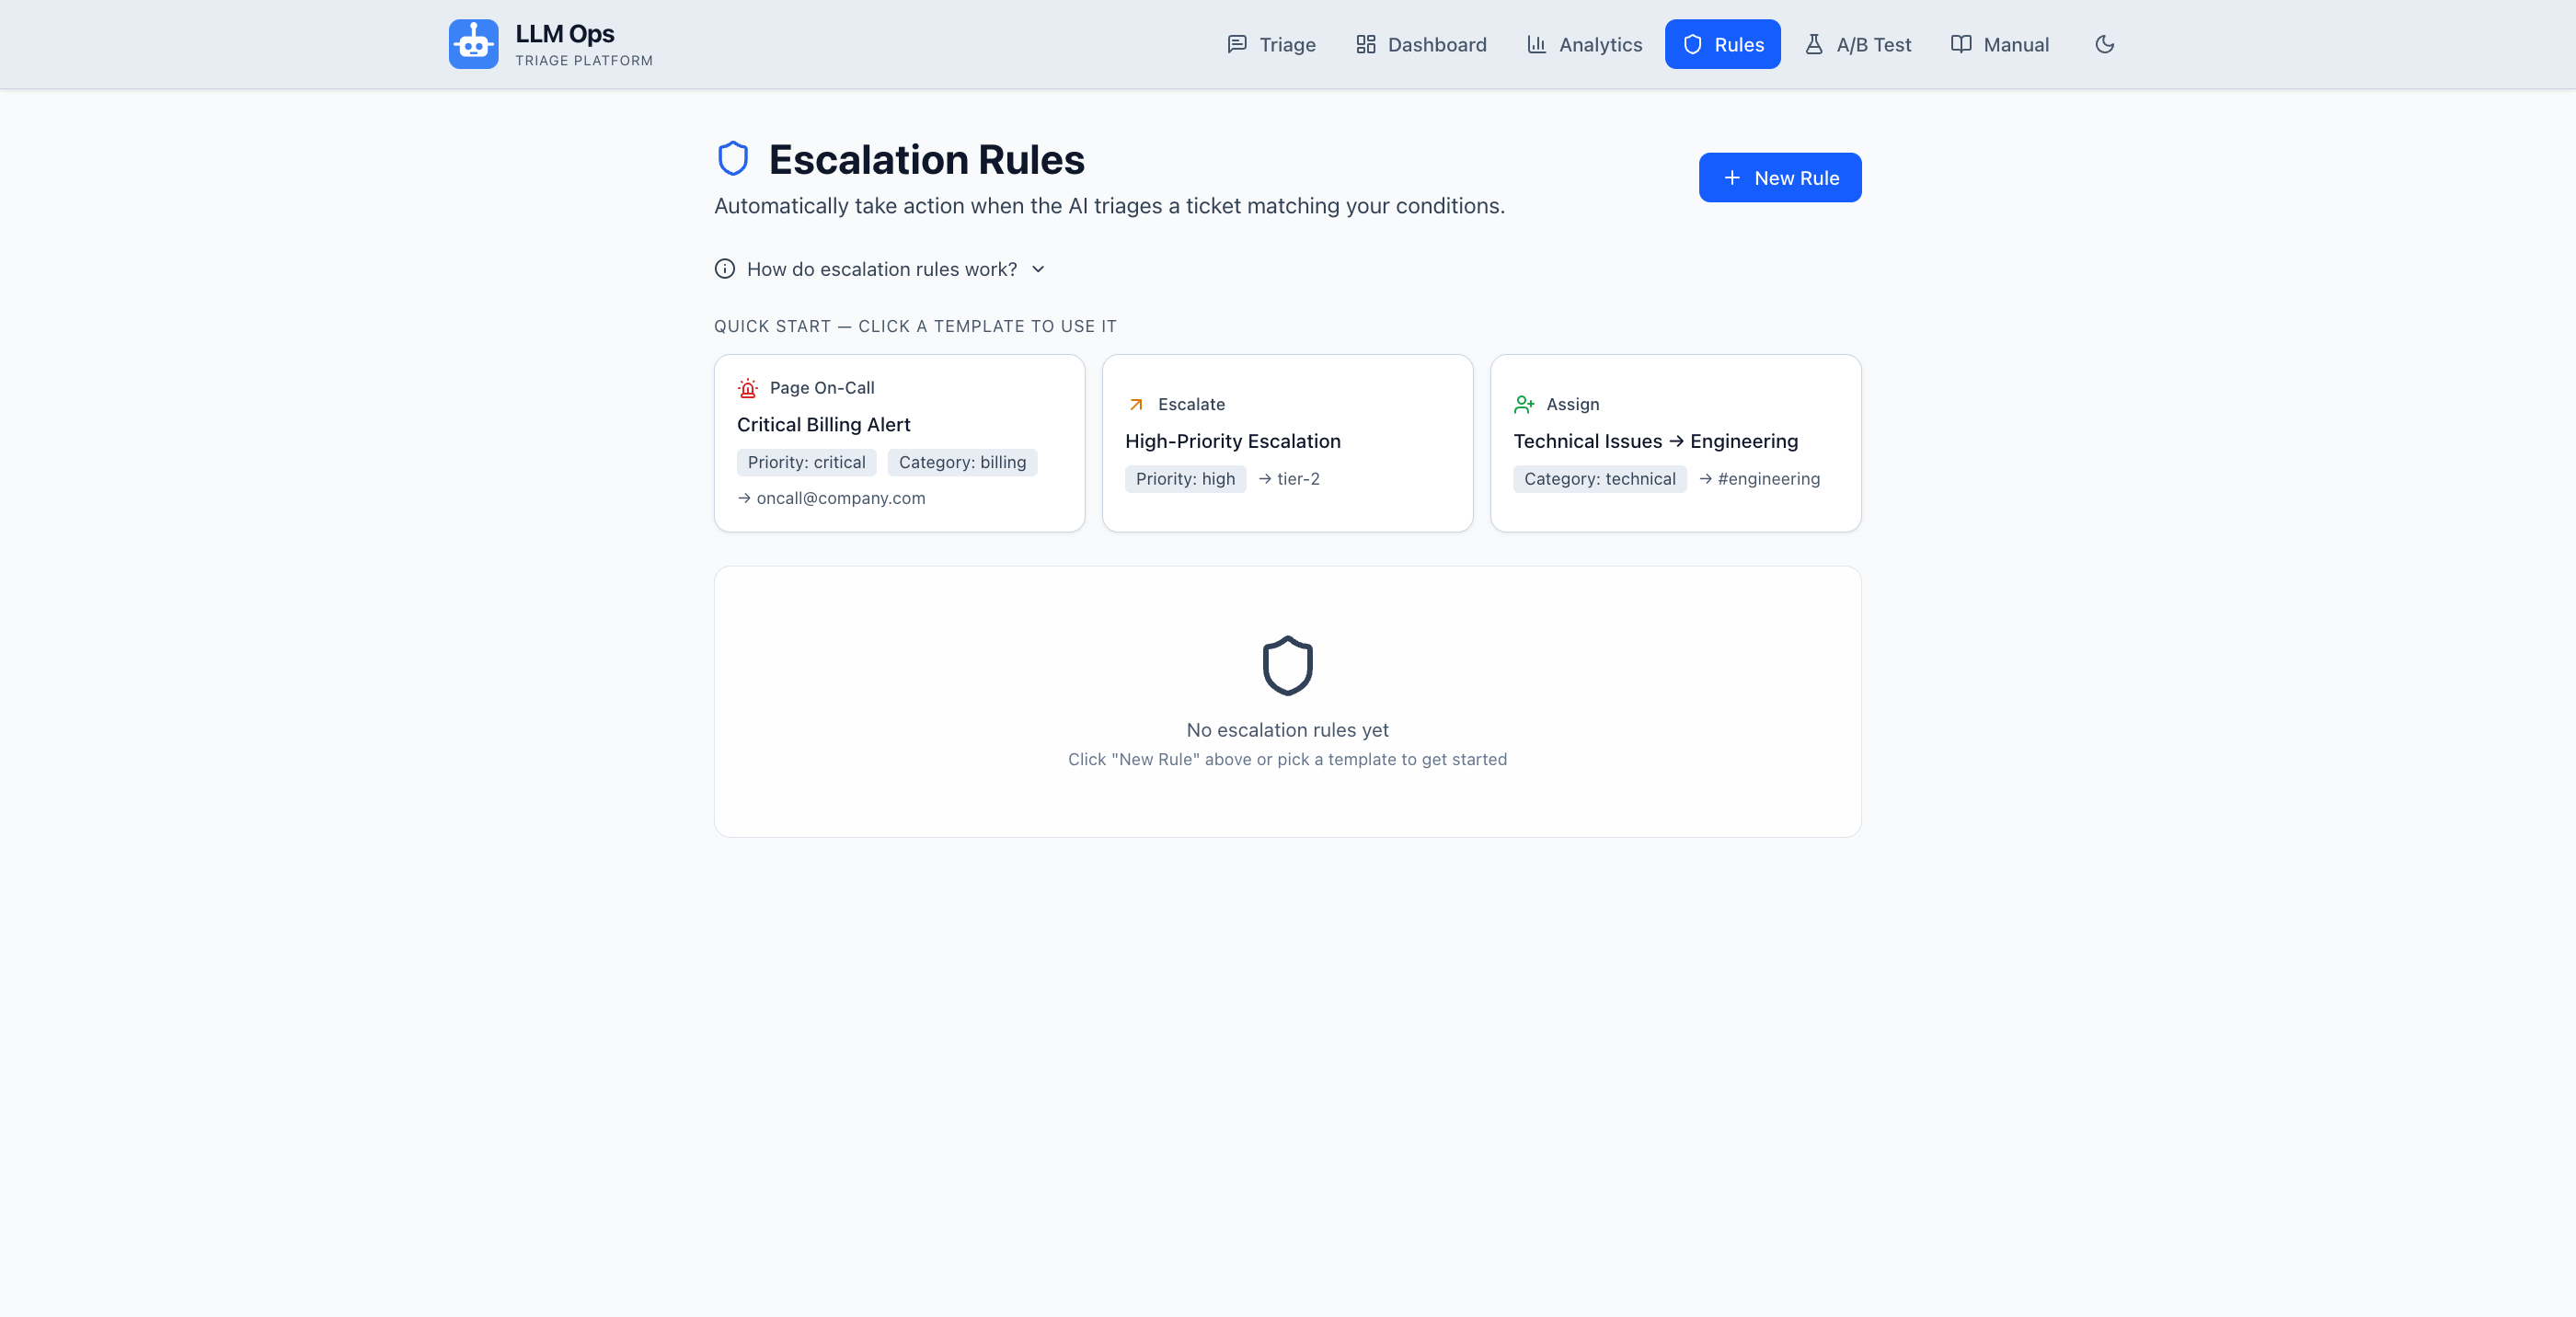 LLM Ops
TRIAGE PLATFORM
Triage
Dashboard
Analytics
Rules
A/B Test
Manual
Escalation Rules
Automatically take action when the AI triages a ticket matching your conditions.
+ New Rule
How do escalation rules work?
QUICK START — CLICK A TEMPLATE TO USE IT
Page On-Call
Critical Billing Alert
Priority: critical
Category: billing
→ oncall@company.com
Escalate
High-Priority Escalation
Priority: high
→ tier-2
Assign
Technical Issues → Engineering
Category: technical
→ #engineering
No escalation rules yet
Click "New Rule" above or pick a template to get started